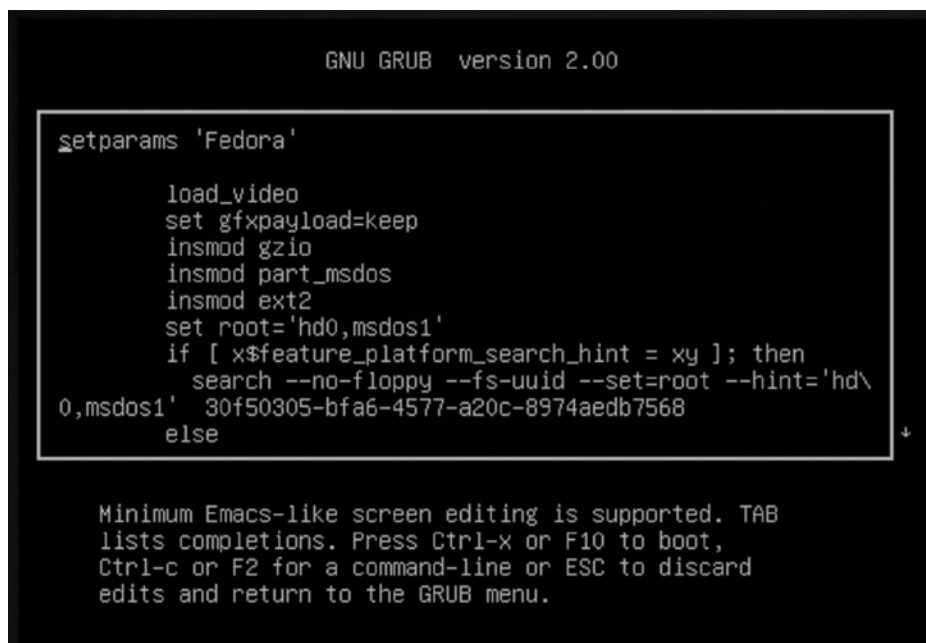 GNU GRUB  version 2.00
setparams 'Fedora'
load_video
set gfxpayload=keep
insmod gzio
insmod part_msdos
insmod ext2
set root='hd0,msdos1'
if [ x$feature_platform_search_hint = xy ]; then
search --no-floppy --fs-uuid --set=root --hint='hd\
0,msdos1'  30f50305-bfa6-4577-a20c-8974aedb7568
else
Minimum Emacs-like screen editing is supported. TAB
lists completions. Press Ctrl-x or F10 to boot,
Ctrl-c or F2 for a command-line or ESC to discard
edits and return to the GRUB menu.